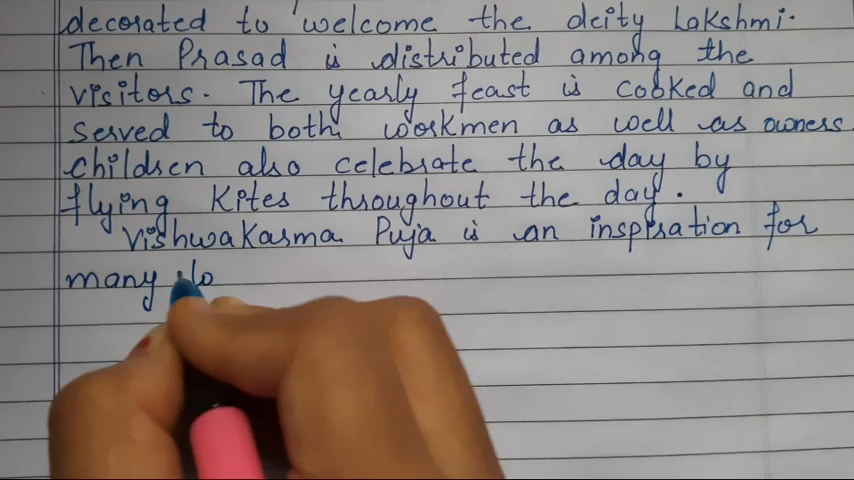 decorated to welcome the deity Lakshmi.
Then Prasad is distributed among the
visitors. The yearly feast is cooked and
served to both workmen as well as owners.
Children also celebrate the day by
flying Kites throughout the day.
Vishwakarma Puja is an inspiration for
many